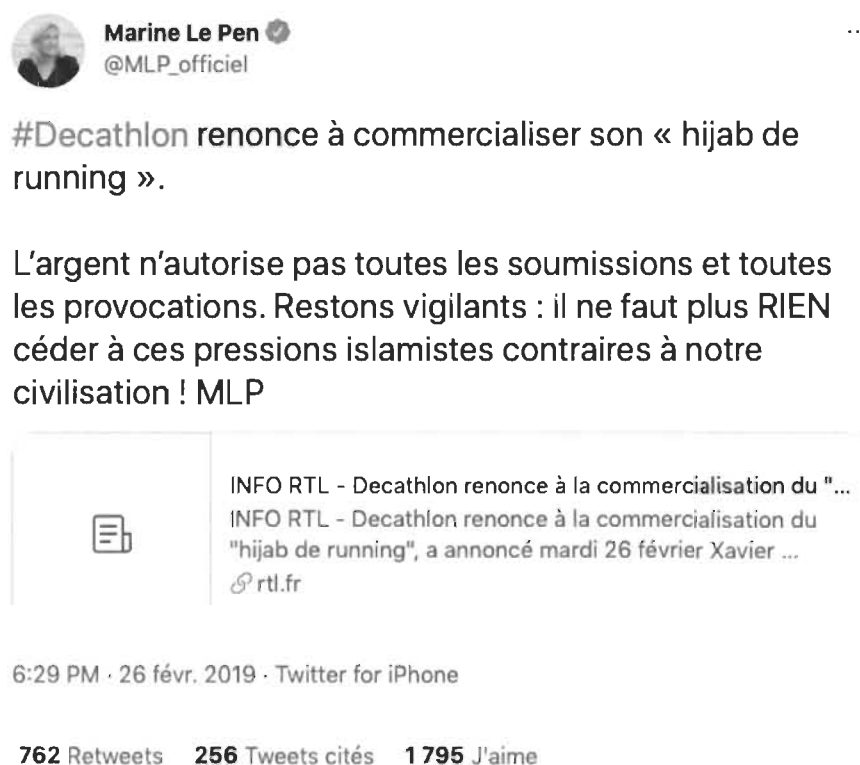 Marine Le Pen
@MLP_officiel
#Decathlon renonce à commercialiser son « hijab de
running ».
L'argent n'autorise pas toutes les soumissions et toutes
les provocations. Restons vigilants : il ne faut plus RIEN
céder à ces pressions islamistes contraires à notre
civilisation ! MLP
INFO RTL - Decathlon renonce à la commercialisation du "...
INFO RTL - Decathlon renonce à la commercialisation du
"hijab de running", a annoncé mardi 26 février Xavier ...
rtl.fr
6:29 PM · 26 févr. 2019 · Twitter for iPhone
762 Retweets 256 Tweets cités 1 795 J'aime